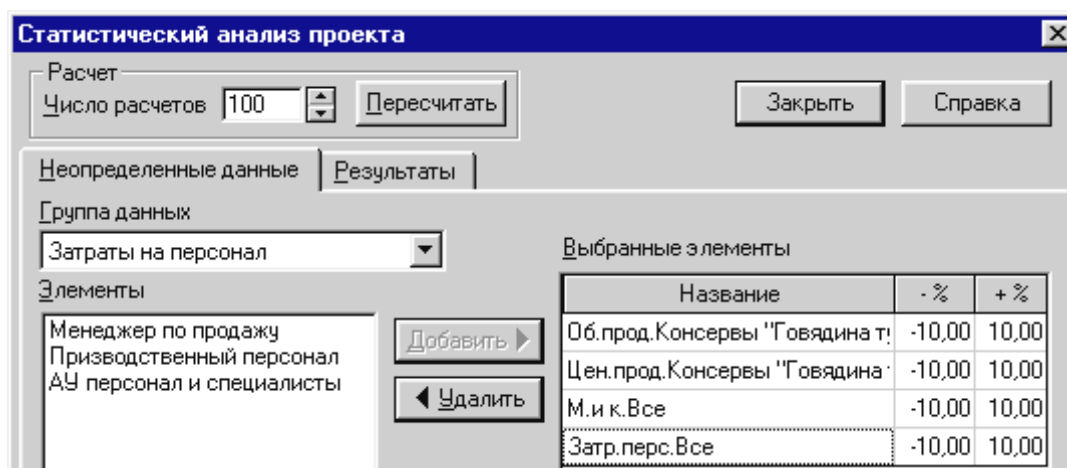 Статистический анализ проекта
Расчет
Число расчетов 100 Пересчитать Закрыть Справка
Неопределенные данные Результаты
Группа данных
Затраты на персонал
Выбранные элементы
Элементы
Название - % + %
Менеджер по продажу
Призводственный персонал
АУ персонал и специалисты
Добавить
Удалить
Об.прод.Консервы "Говядина ту -10,00 10,00
Цен.прод.Консервы "Говядина -10,00 10,00
М.и к.Все -10,00 10,00
Затр.перс.Все -10,00 10,00